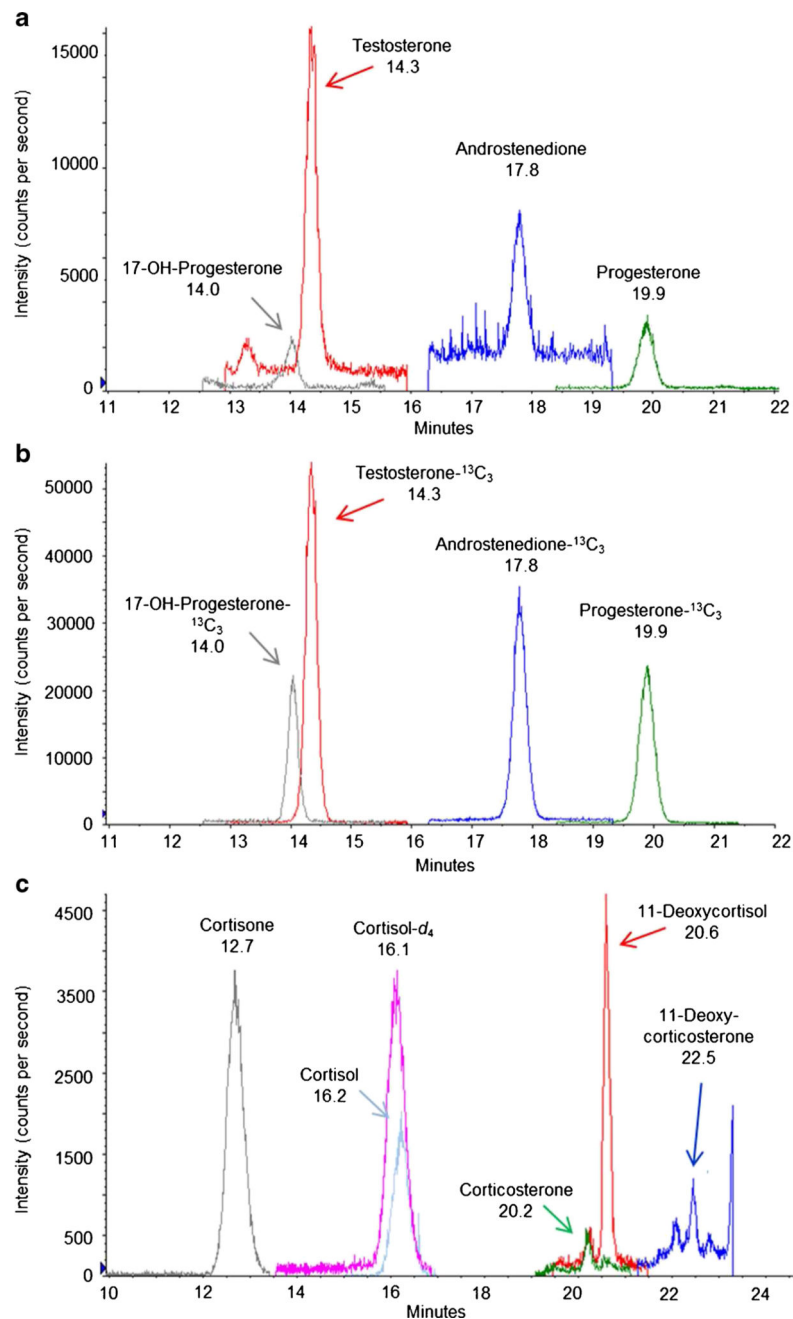 a
Intensity (counts per second)
15000
10000
5000
0
Testosterone
14.3
17-OH-Progesterone
14.0
Androstenedione
17.8
Progesterone
19.9
11 12 13 14 15 16 17 18 19 20 21 22
Minutes
b
Intensity (counts per second)
50000
40000
30000
20000
10000
0
Testosterone-¹³C₃
14.3
17-OH-Progesterone-
¹³C₃
14.0
Androstenedione-¹³C₃
17.8
Progesterone-¹³C₃
19.9
11 12 13 14 15 16 17 18 19 20 21 22
Minutes
c
Intensity (counts per second)
4500
3500
2500
1500
500
0
Cortisone
12.7
Cortisol-d₄
16.1
Cortisol
16.2
Corticosterone
20.2
11-Deoxycortisol
20.6
11-Deoxy-
corticosterone
22.5
10 12 14 16 18 20 22 24
Minutes